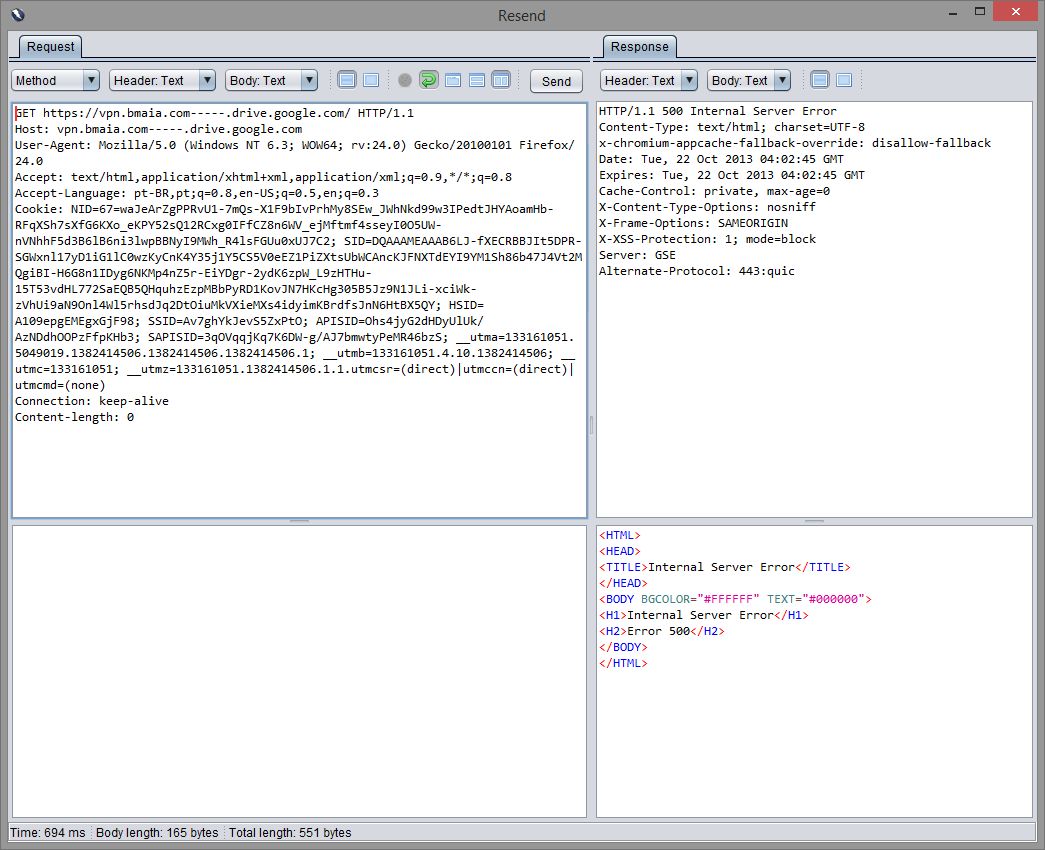 Resend
Request
Method
Header: Text
Body: Text
Send
GET https://vpn.bmaia.com-----.drive.google.com/ HTTP/1.1
Host: vpn.bmaia.com-----.drive.google.com
User-Agent: Mozilla/5.0 (Windows NT 6.3; WOW64; rv:24.0) Gecko/20100101 Firefox/
24.0
Accept: text/html,application/xhtml+xml,application/xml;q=0.9,*/*;q=0.8
Accept-Language: pt-BR,pt;q=0.8,en-US;q=0.5,en;q=0.3
Cookie: NID=67=waJeArZgPPRvU1-7mQs-X1F9bIvPrhMy8SEw_JWhNkd99w3IPedtJHYAoamHb-
RFqXSh7sXfG6KXo_eKPY52sQ12RCxg0IFfCZ8n6WV_ejMftmf4sseyI0O5UW-
nVNhhF5d3B6lB6ni3lwpBBNyI9MWh_R4lsFGUu0xUJ7C2; SID=DQAAAMEAAAB6LJ-fXECRBBJIt5DPR-
SGWxnl17yD1iG1lC0wzKyCnK4Y35j1Y5CS5V0eEZ1PiZXtsUbWCAncKJFNXTdEYI9YM1Sh86b47J4Vt2M
QgiBI-H6G8n1IDyg6NKMp4nZ5r-EiYDgr-2ydK6zpW_L9zHTHu-
15T53vdHL772SaEQB5QHquhzEzpMBbPyRD1KovJN7HKcHg305B5Jz9N1JLi-xciWk-
zVhUi9aN9Onl4Wl5rhsdJq2DtOiuMkVXieMXs4idyimKBrdfsJnN6HtBX5QY; HSID=
A109epgEMEgxGjF98; SSID=Av7ghYkJevS5ZxPtO; APISID=Ohs4jyG2dHDyUlUk/
AzNDdhOOPzFfpKHb3; SAPISID=3qOVqqjKq7K6DW-g/AJ7bmwtyPeMR46bzS; __utma=133161051.
5049019.1382414506.1382414506.1382414506.1; __utmb=133161051.4.10.1382414506; __
utmc=133161051; __utmz=133161051.1382414506.1.1.utmcsr=(direct)|utmccn=(direct)|
utmcmd=(none)
Connection: keep-alive
Content-length: 0
Response
Header: Text
Body: Text
HTTP/1.1 500 Internal Server Error
Content-Type: text/html; charset=UTF-8
x-chromium-appcache-fallback-override: disallow-fallback
Date: Tue, 22 Oct 2013 04:02:45 GMT
Expires: Tue, 22 Oct 2013 04:02:45 GMT
Cache-Control: private, max-age=0
X-Content-Type-Options: nosniff
X-Frame-Options: SAMEORIGIN
X-XSS-Protection: 1; mode=block
Server: GSE
Alternate-Protocol: 443:quic
<HTML>
<HEAD>
<TITLE>Internal Server Error</TITLE>
</HEAD>
<BODY BGCOLOR="#FFFFFF" TEXT="#000000">
<H1>Internal Server Error</H1>
<H2>Error 500</H2>
</BODY>
</HTML>
Time: 694 ms Body length: 165 bytes Total length: 551 bytes